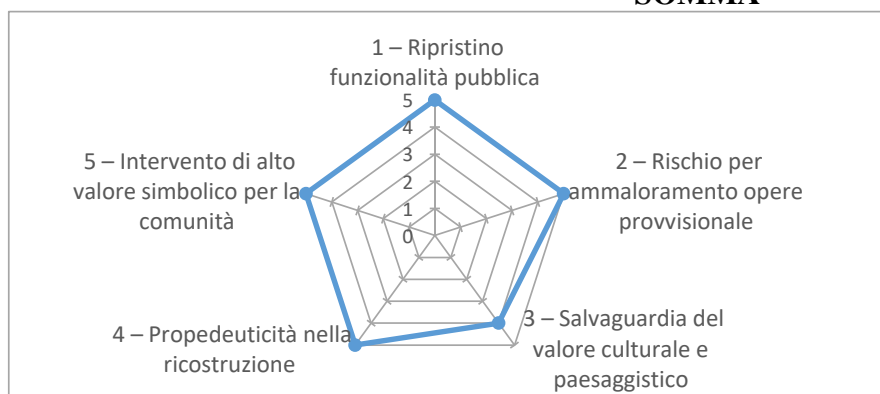 SOMMA
1 – Ripristino
funzionalità pubblica
5
4
3
2
1
0
2 – Rischio per
ammaloramento opere
provvisionale
3 – Salvaguardia del
valore culturale e
paesaggistico
4 – Propedeuticità nella
ricostruzione
5 – Intervento di alto
valore simbolico per la
comunità